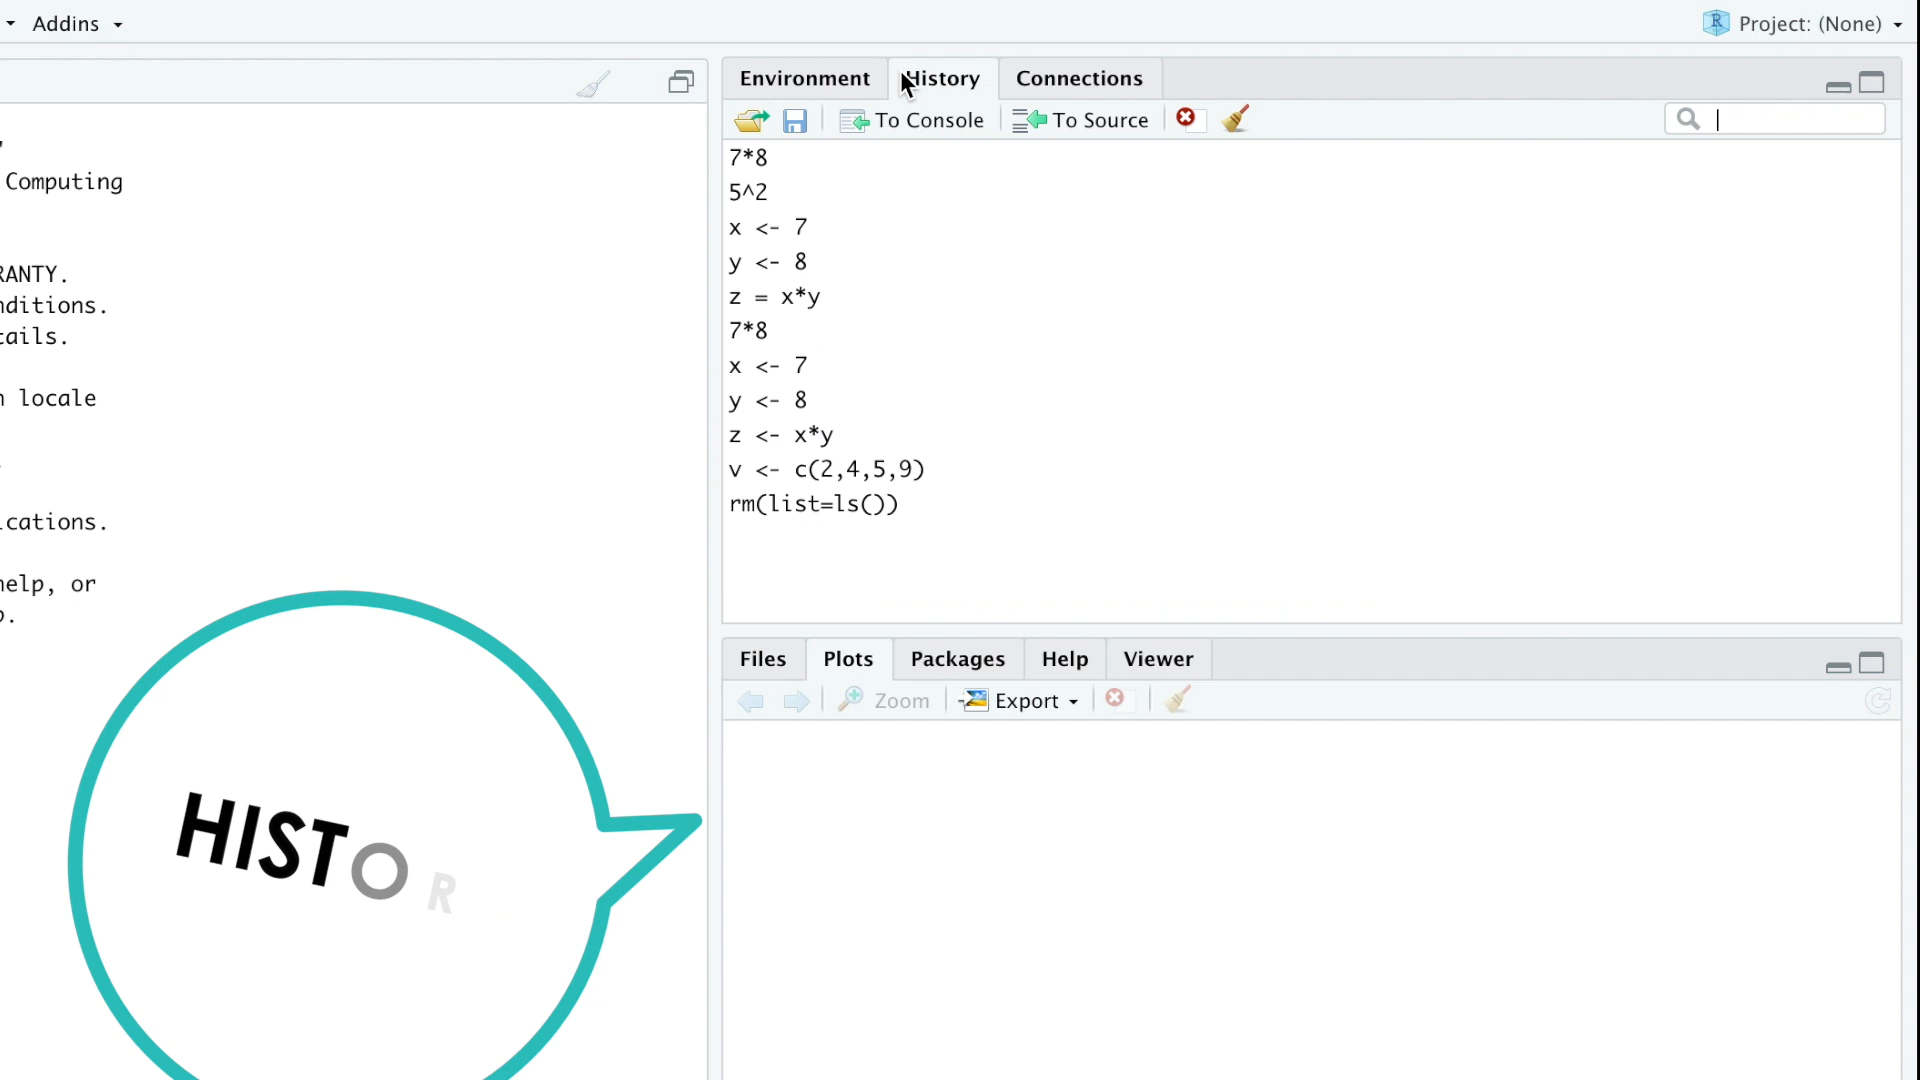 Addins
Project: (None)
Environment History Connections
To Console To Source
7*8
5^2
x <- 7
y <- 8
z = x*y
7*8
x <- 7
y <- 8
z <- x*y
v <- c(2,4,5,9)
rm(list=ls())
Computing
RANTY.
nditions.
tails.
locale
ications.
help, or
HISTOR
Files Plots Packages Help Viewer
Zoom Export